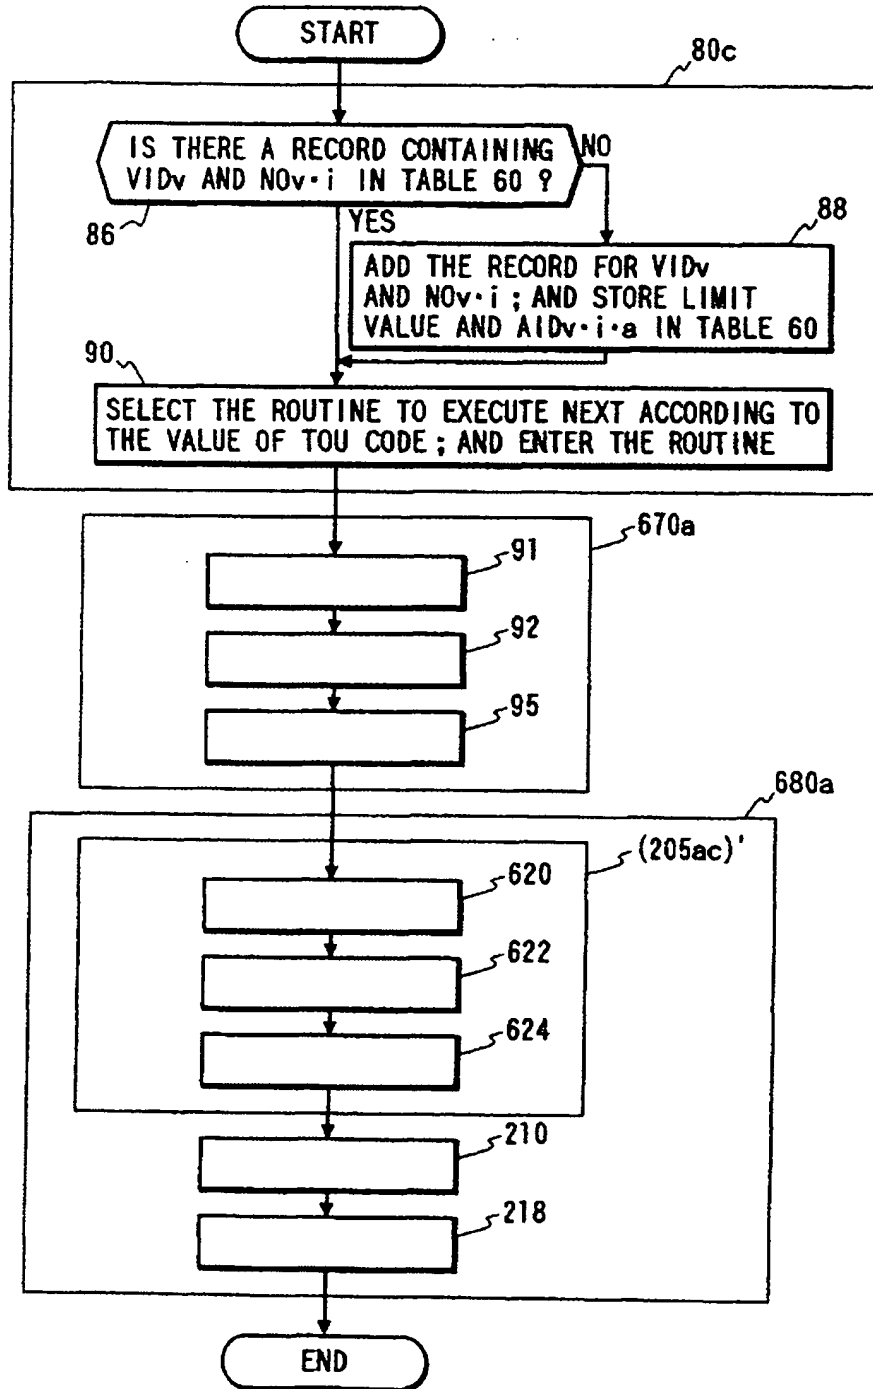 START
80c
IS THERE A RECORD CONTAINING
VIDv AND NOv·i IN TABLE 60 ?
NO
86
YES
88
ADD THE RECORD FOR VIDv
AND NOv·i ; AND STORE LIMIT
VALUE AND AIDv·i·a IN TABLE 60
90
SELECT THE ROUTINE TO EXECUTE NEXT ACCORDING TO
THE VALUE OF TOU CODE ; AND ENTER THE ROUTINE
670a
91
92
95
680a
(205ac)'
620
622
624
210
218
END